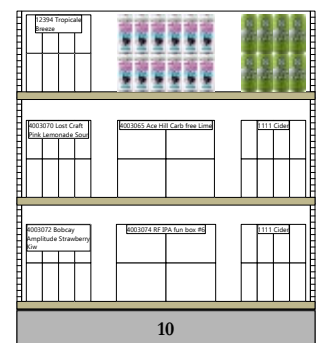 12394 Tropicale
Breeze
4003070 Lost Craft
Pink Lemonade Sour
4003065 Ace Hill Carb free Lime
1111 Cider
4003072 Bobcay
Amplitude Strawberry
Kiw
4003074 RF IPA fun box #6
1111 Cider
10